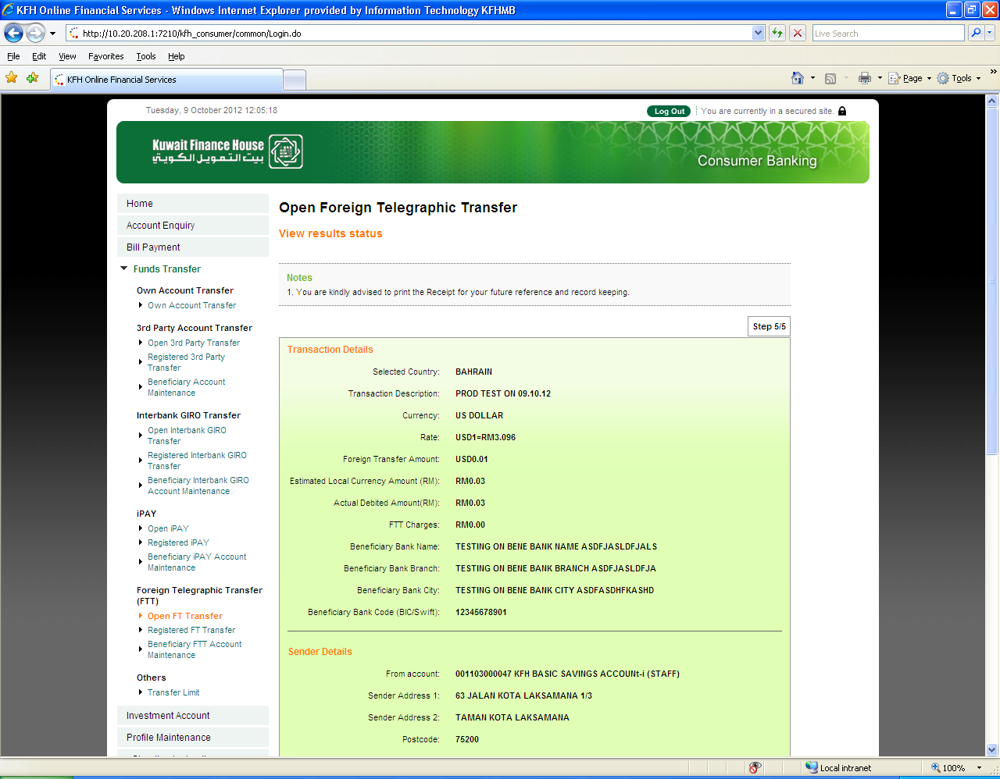 KFH Online Financial Services - Windows Internet Explorer provided by Information Technology KFHMB
http://10.20.208.1:7210/kfh_consumer/common/Login.do
Live Search
File Edit View Favorites Tools Help
KFH Online Financial Services
Page Tools
Tuesday, 9 October 2012 12:05:18
Log Out
You are currently in a secured site.
Kuwait Finance House
بيت التمويل الكويتي
Consumer Banking
Home
Account Enquiry
Bill Payment
Funds Transfer
Own Account Transfer
Own Account Transfer
3rd Party Account Transfer
Open 3rd Party Transfer
Registered 3rd Party
Transfer
Beneficiary Account
Maintenance
Interbank GIRO Transfer
Open Interbank GIRO
Transfer
Registered Interbank GIRO
Transfer
Beneficiary Interbank GIRO
Account Maintenance
iPAY
Open iPAY
Registered iPAY
Beneficiary iPAY Account
Maintenance
Foreign Telegraphic Transfer
(FTT)
Open FT Transfer
Registered FT Transfer
Beneficiary FTT Account
Maintenance
Others
Transfer Limit
Investment Account
Profile Maintenance
Open Foreign Telegraphic Transfer
View results status
Notes
1. You are kindly advised to print the Receipt for your future reference and record keeping.
Step 5/5
Transaction Details
Selected Country: BAHRAIN
Transaction Description: PROD TEST ON 09.10.12
Currency: US DOLLAR
Rate: USD1=RM3.096
Foreign Transfer Amount: USD0.01
Estimated Local Currency Amount (RM): RM0.03
Actual Debited Amount(RM): RM0.03
FTT Charges: RM0.00
Beneficiary Bank Name: TESTING ON BENE BANK NAME ASDFJASLDFJALS
Beneficiary Bank Branch: TESTING ON BENE BANK BRANCH ASDFJASLDFJA
Beneficiary Bank City: TESTING ON BENE BANK CITY ASDFASDHFKASHD
Beneficiary Bank Code (BIC/Swift): 12345678901
Sender Details
From account: 001103000047 KFH BASIC SAVINGS ACCOUNt-i (STAFF)
Sender Address 1: 63 JALAN KOTA LAKSAMANA 1/3
Sender Address 2: TAMAN KOTA LAKSAMANA
Postcode: 75200
Local intranet
100%